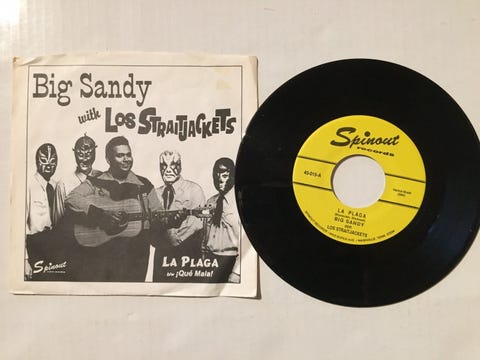 Big Sandy
with Los STRAITJACKETS
Spinout
RECORDS
LA PLAGA
b/w ¡Qué Mala!
Spinout
records
45-015-A
LA PLAGA
BIG SANDY
LOS STRAITJACKETS